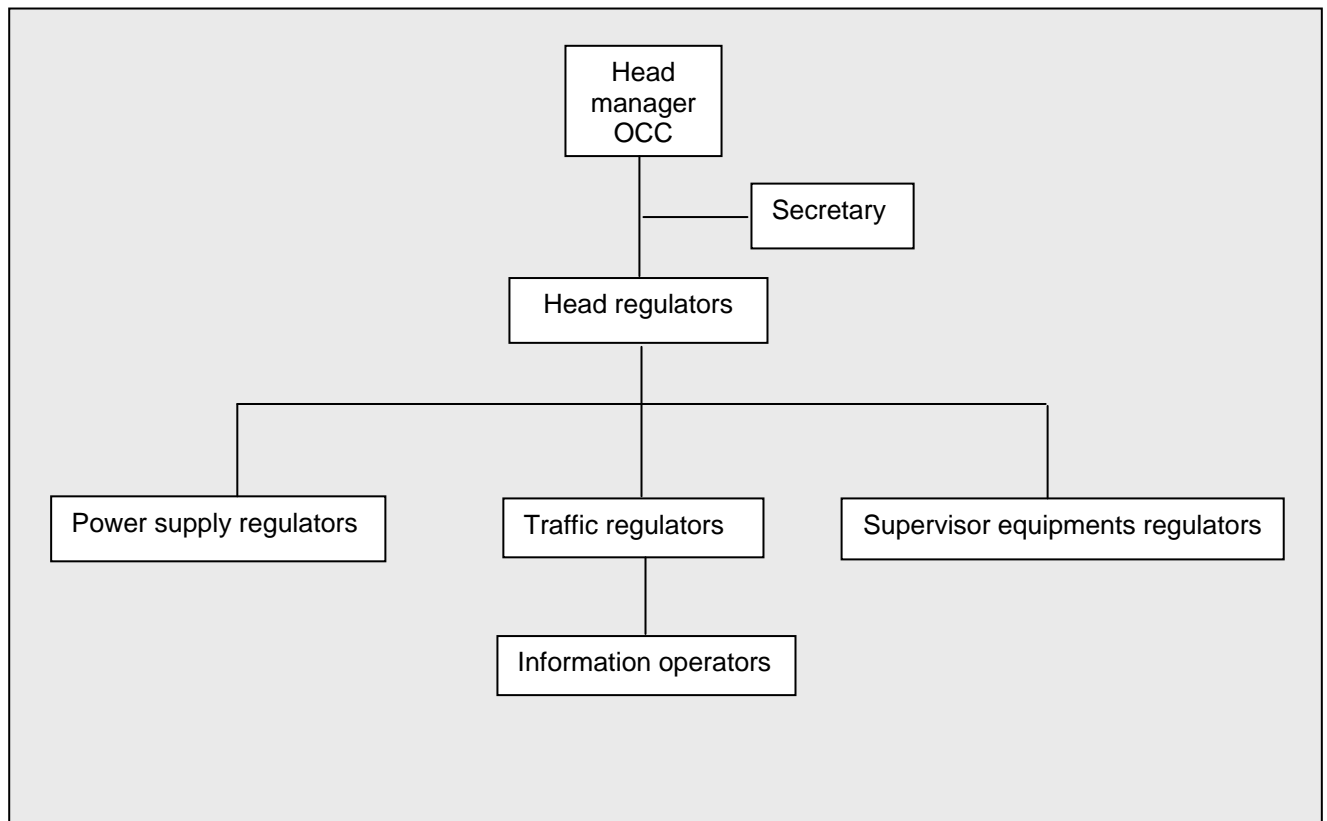 Head
manager
OCC
Secretary
Head regulators
Power supply regulators
Traffic regulators
Supervisor equipments regulators
Information operators